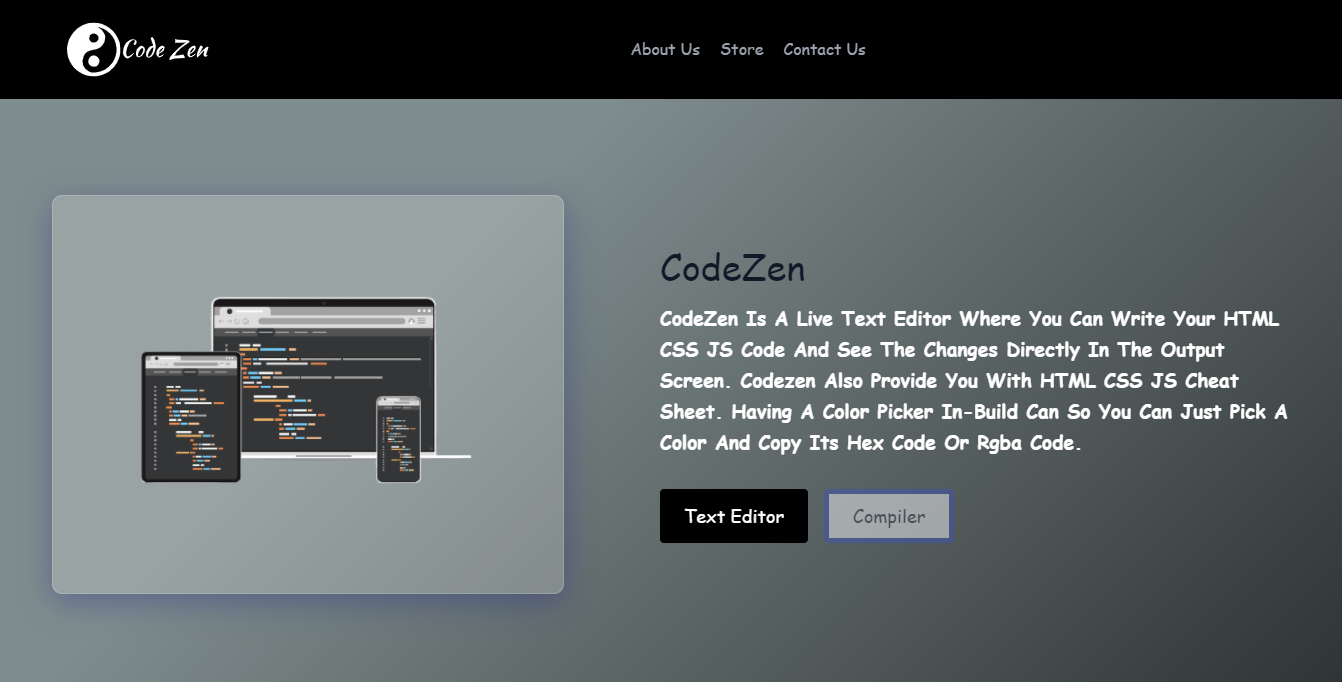 Code Zen
About Us Store Contact Us
CodeZen
CodeZen Is A Live Text Editor Where You Can Write Your HTML
CSS JS Code And See The Changes Directly In The Output
Screen. Codezen Also Provide You With HTML CSS JS Cheat
Sheet. Having A Color Picker In-Build Can So You Can Just Pick A
Color And Copy Its Hex Code Or Rgba Code.
Text Editor Compiler